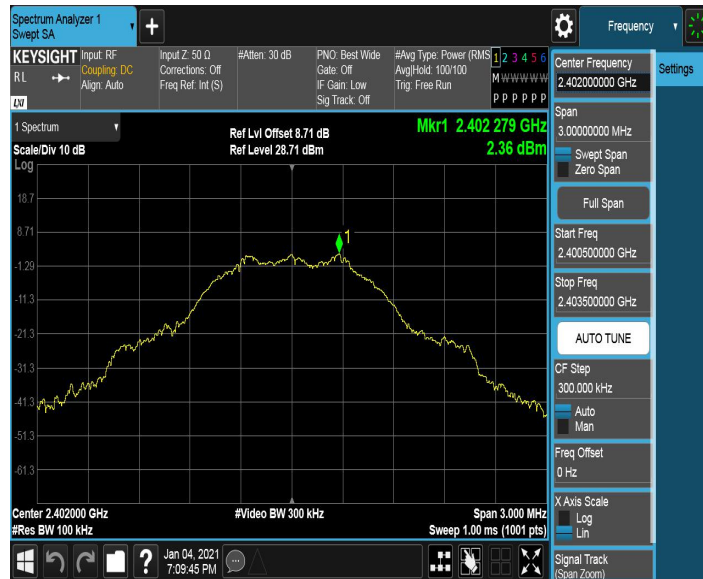 Spectrum Analyzer 1
Swept SA
Frequency
KEYSIGHT
RL
LXI
Input: RF
Coupling: DC
Align: Auto
Input Z: 50 Ω
Corrections: Off
Freq Ref: Int (S)
#Atten: 30 dB
PNO: Best Wide
Gate: Off
IF Gain: Low
Sig Track: Off
#Avg Type: Power (RMS
Avg|Hold: 100/100
Trig: Free Run
1 2 3 4 5 6
M W W W W W
P P P P P P
1 Spectrum
Scale/Div 10 dB
Log
Ref Lvl Offset 8.71 dB
Ref Level 28.71 dBm
Mkr1 2.402 279 GHz
2.36 dBm
1
18.7
8.71
-1.29
-11.3
-21.3
-31.3
-41.3
-51.3
-61.3
Center 2.402000 GHz
#Res BW 100 kHz
#Video BW 300 kHz
Span 3.000 MHz
Sweep 1.00 ms (1001 pts)
Center Frequency
2.402000000 GHz
Settings
Span
3.00000000 MHz
Swept Span
Zero Span
Full Span
Start Freq
2.400500000 GHz
Stop Freq
2.403500000 GHz
AUTO TUNE
CF Step
300.000 kHz
Auto
Man
Freq Offset
0 Hz
X Axis Scale
Log
Lin
Signal Track
(Span Zoom)
?
Jan 04, 2021
7:09:45 PM